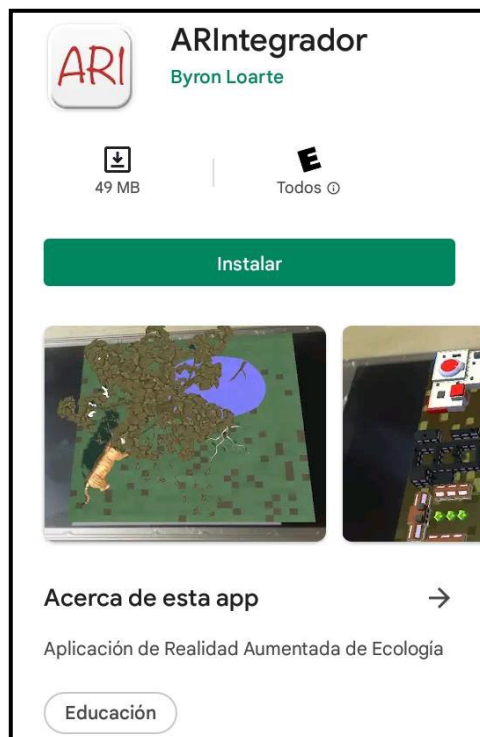 ARI
ARIntegrador
Byron Loarte
49 MB
E
Todos
Instalar
Acerca de esta app
Aplicación de Realidad Aumentada de Ecología
Educación